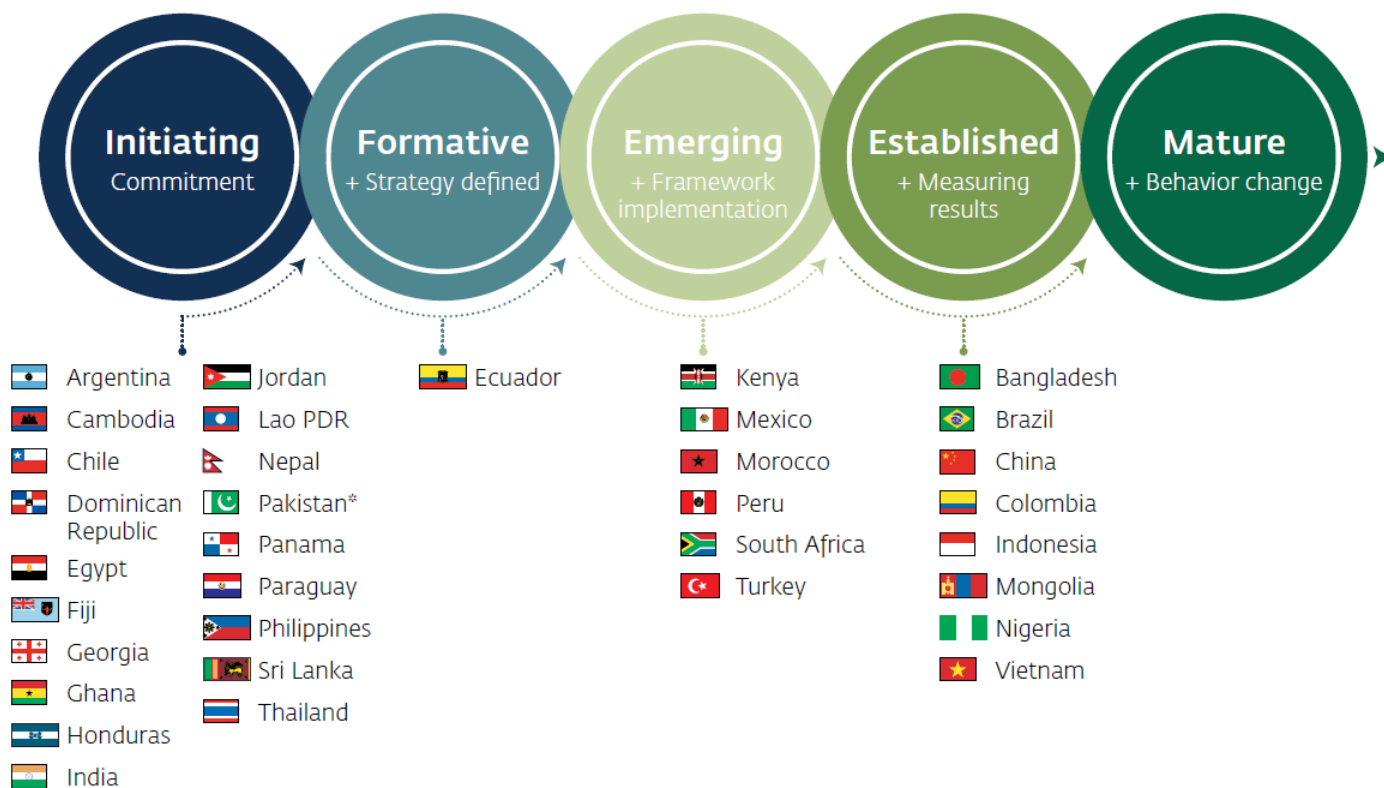 Initiating
Commitment
Formative
+ Strategy defined
Emerging
+ Framework
implementation
Established
+ Measuring
results
Mature
+ Behavior change
Argentina
Cambodia
Chile
Dominican
Republic
Egypt
Fiji
Georgia
Ghana
Honduras
India
Jordan
Lao PDR
Nepal
Pakistan*
Panama
Paraguay
Philippines
Sri Lanka
Thailand
Ecuador
Kenya
Mexico
Morocco
Peru
South Africa
Turkey
Bangladesh
Brazil
China
Colombia
Indonesia
Mongolia
Nigeria
Vietnam